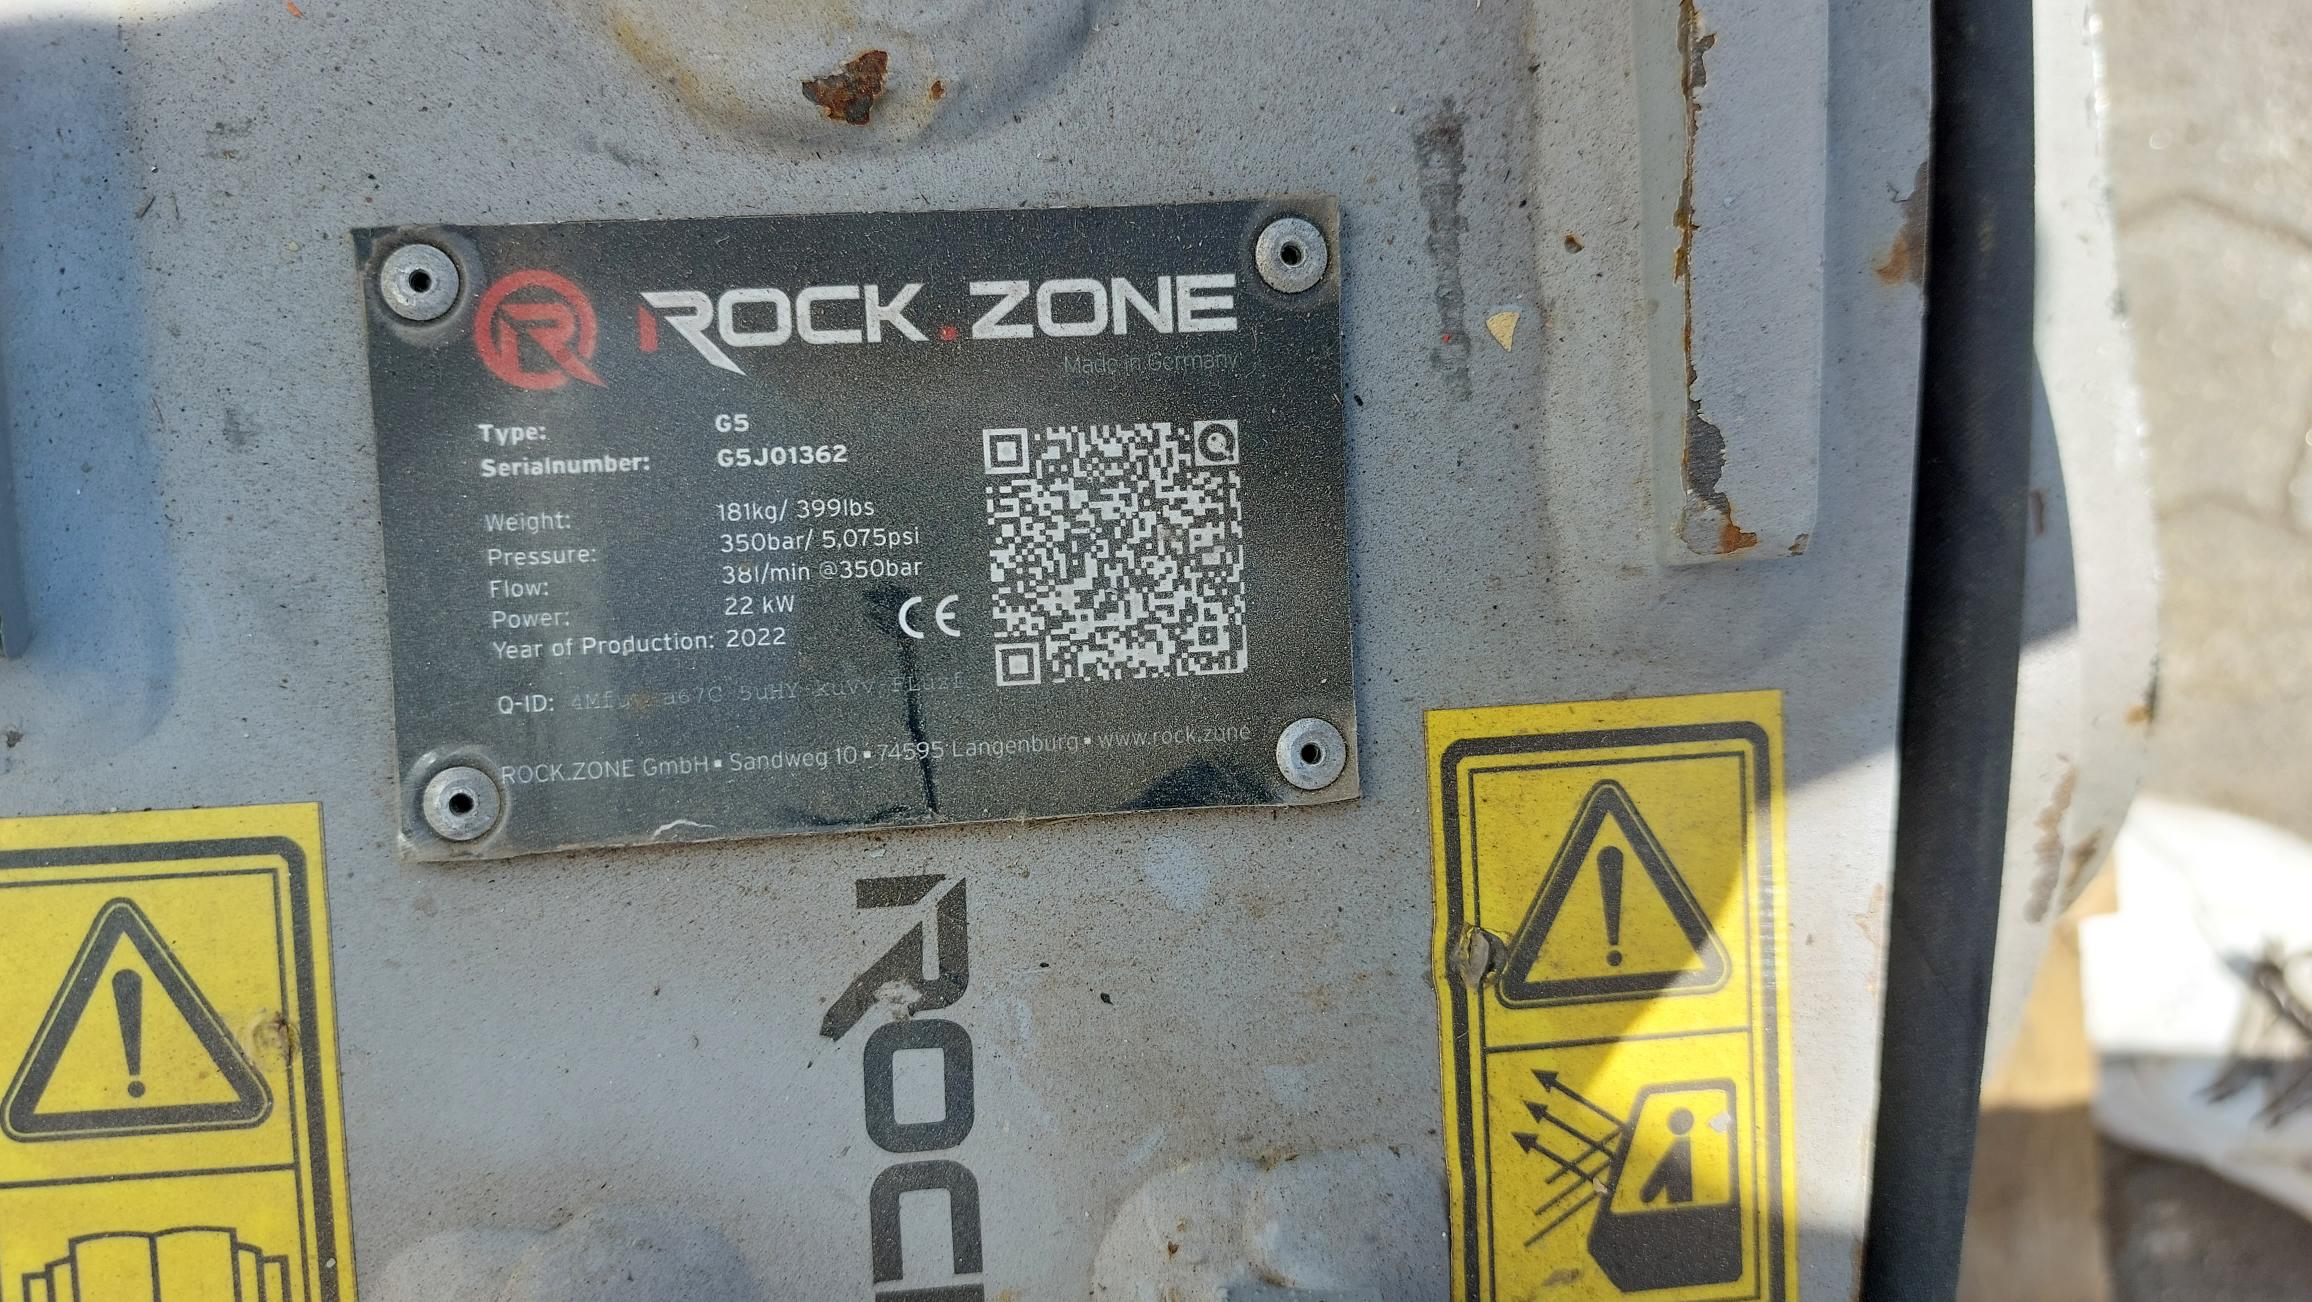 ROCK.ZONE
Made in Germany
Type: G5
Serialnumber: G5J01362
Weight: 181kg/ 399lbs
Pressure: 350bar/ 5,075psi
Flow: 38l/min @350bar
Power: 22 kW
Year of Production: 2022
CE
Q-ID:
ROCK.ZONE GmbH ▪ Sandweg 10 ▪ 74595 Langenburg ▪ www.rock.zone
ROC